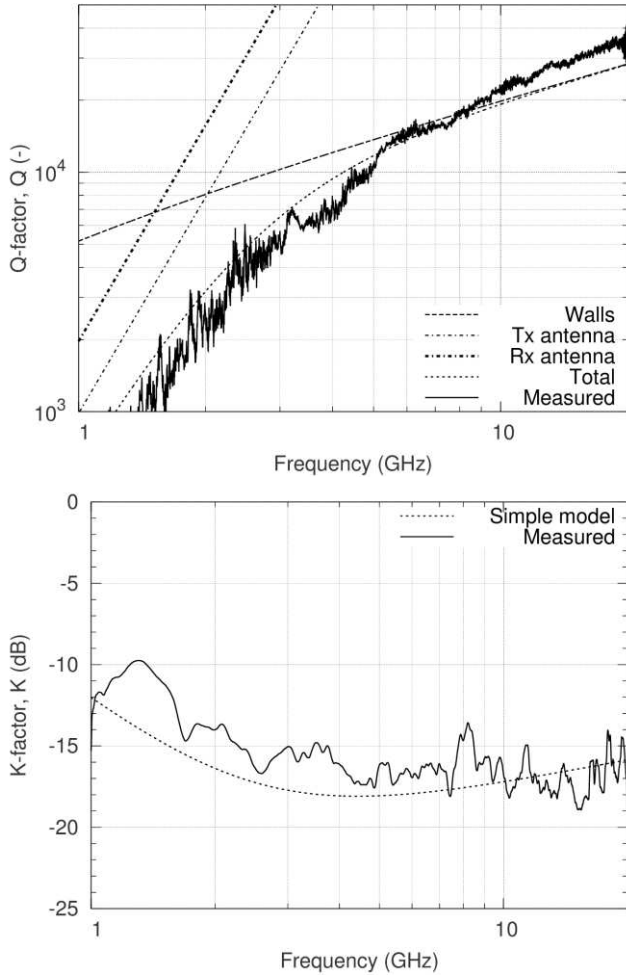 10^4
10^3
Q-factor, Q (-)
Walls
Tx antenna
Rx antenna
Total
Measured
1
10
Frequency (GHz)
0
-5
-10
-15
-20
-25
K-factor, K (dB)
Simple model
Measured
1
10
Frequency (GHz)